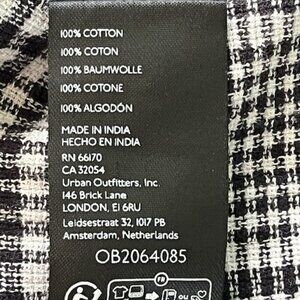 100% COTTON
100% COTON
100% BAUMWOLLE
100% COTONE
100% ALGODÓN
MADE IN INDIA
HECHO EN INDIA
RN 66170
CA 32054
Urban Outfitters, Inc.
146 Brick Lane
LONDON, E1 6RU
Leidsestraat 32, 1017 PB
Amsterdam, Netherlands
OB2064085
FR